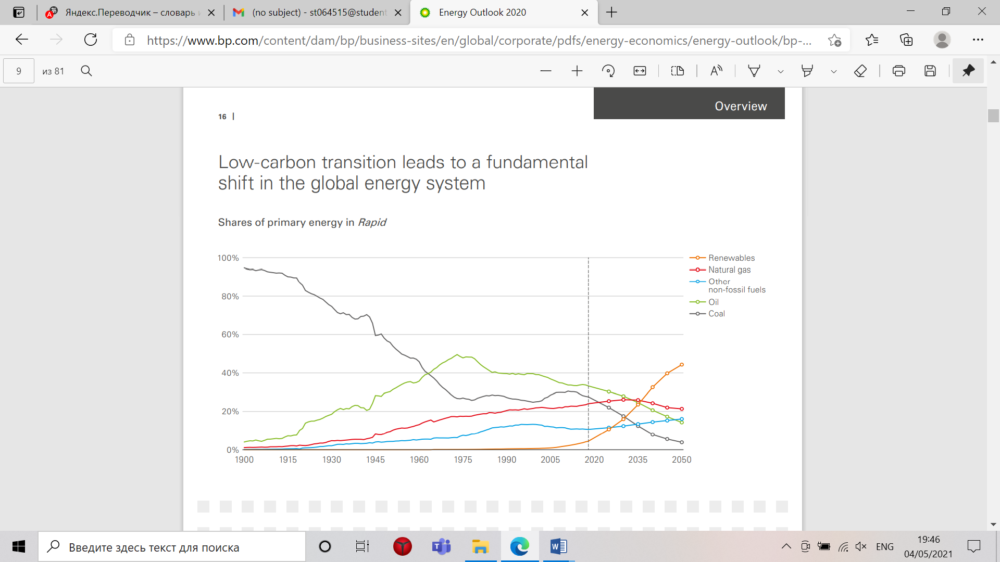 Яндекс.Переводчик – словарь
(no subject) - st064515@student
Energy Outlook 2020
https://www.bp.com/content/dam/bp/business-sites/en/global/corporate/pdfs/energy-economics/energy-outlook/bp-...
9 из 81
Overview
16 |
Low-carbon transition leads to a fundamental
shift in the global energy system
Shares of primary energy in Rapid
100%
80%
60%
40%
20%
0%
1900 1915 1930 1945 1960 1975 1990 2005 2020 2035 2050
Renewables
Natural gas
Other
non-fossil fuels
Oil
Coal
Введите здесь текст для поиска
ENG
19:46
04/05/2021